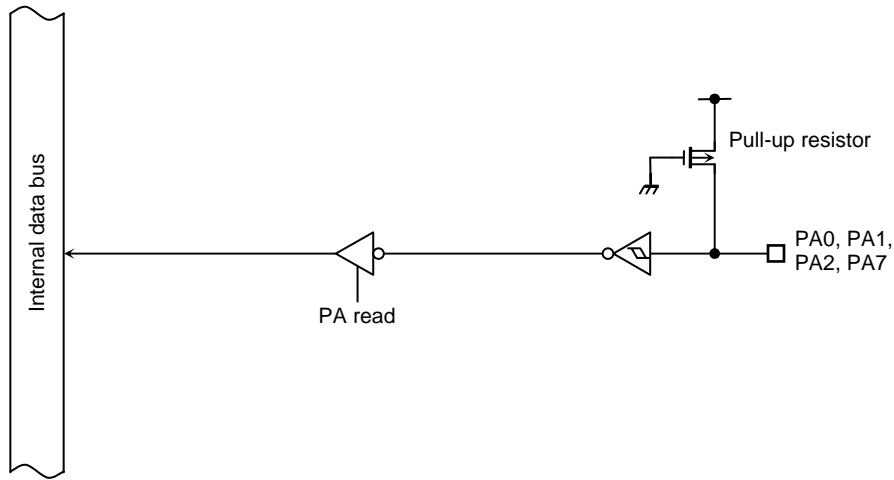 Internal data bus
Pull-up resistor
PA0, PA1,
PA2, PA7
PA read